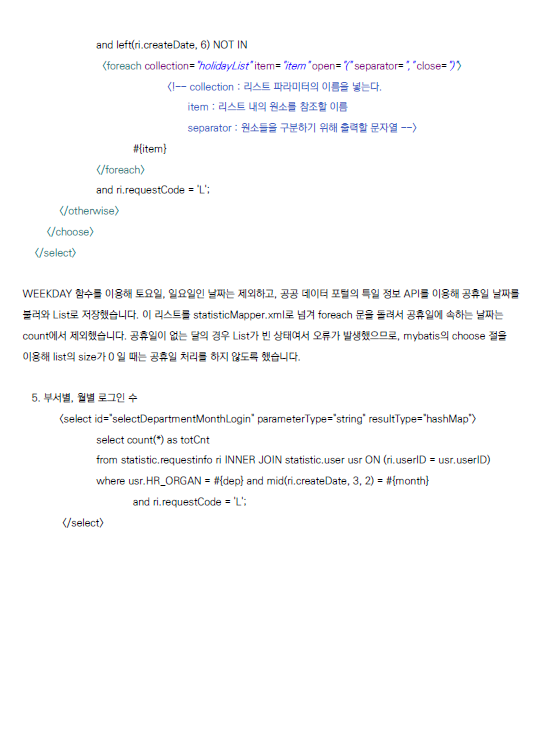 and left(ri.createDate, 6) NOT IN
〈foreach collection="holidayList" item="item" open="(" separator=", " close=")"〉
〈!-- collection : 리스트 파라미터의 이름을 넣는다.
item : 리스트 내의 원소를 참조할 이름
separator : 원소들을 구분하기 위해 출력할 문자열 --〉
#{item}
〈/foreach〉
and ri.requestCode = 'L';
〈/otherwise〉
〈/choose〉
〈/select〉
WEEKDAY 함수를 이용해 토요일, 일요일인 날짜는 제외하고, 공공 데이터 포털의 특일 정보 API를 이용해 공휴일 날짜를
불러와 List로 저장했습니다. 이 리스트를 statisticMapper.xml로 넘겨 foreach 문을 돌려서 공휴일에 속하는 날짜는
count에서 제외했습니다. 공휴일이 없는 달의 경우 List가 빈 상태여서 오류가 발생했으므로, mybatis의 choose 절을
이용해 list의 size가 0 일 때는 공휴일 처리를 하지 않도록 했습니다.
5. 부서별, 월별 로그인 수
〈select id="selectDepartmentMonthLogin" parameterType="string" resultType="hashMap"〉
select count(*) as totCnt
from statistic.requestinfo ri INNER JOIN statistic.user usr ON (ri.userID = usr.userID)
where usr.HR_ORGAN = #{dep} and mid(ri.createDate, 3, 2) = #{month}
and ri.requestCode = 'L';
〈/select〉